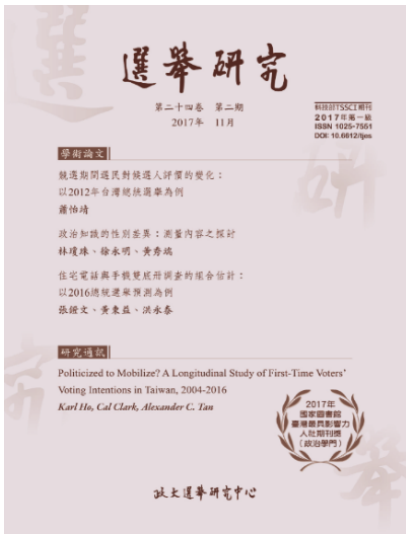 選舉研究
第二十四卷 第二期
2017年 11月
科技部TSSCI期刊
2017年第一級
ISSN 1025-7551
DOI: 10.6612/tjes
學術論文
競選期間選民對候選人評價的變化：
以2012年台灣總統選舉為例
蕭怡靖
政治知識的性別差異：測量內容之探討
林瓊珠、徐永明、黃秀端
住宅電話與手機雙底冊調查的組合估計：
以2016總統選舉預測為例
張鐙文、黃東益、洪永泰
研究通訊
Politicized to Mobilize? A Longitudinal Study of First-Time Voters’
Voting Intentions in Taiwan, 2004-2016
Karl Ho, Cal Clark, Alexander C. Tan
2017年
國家圖書館
臺灣最具影響力
人社期刊獎
（政治學門）
政大選舉研究中心